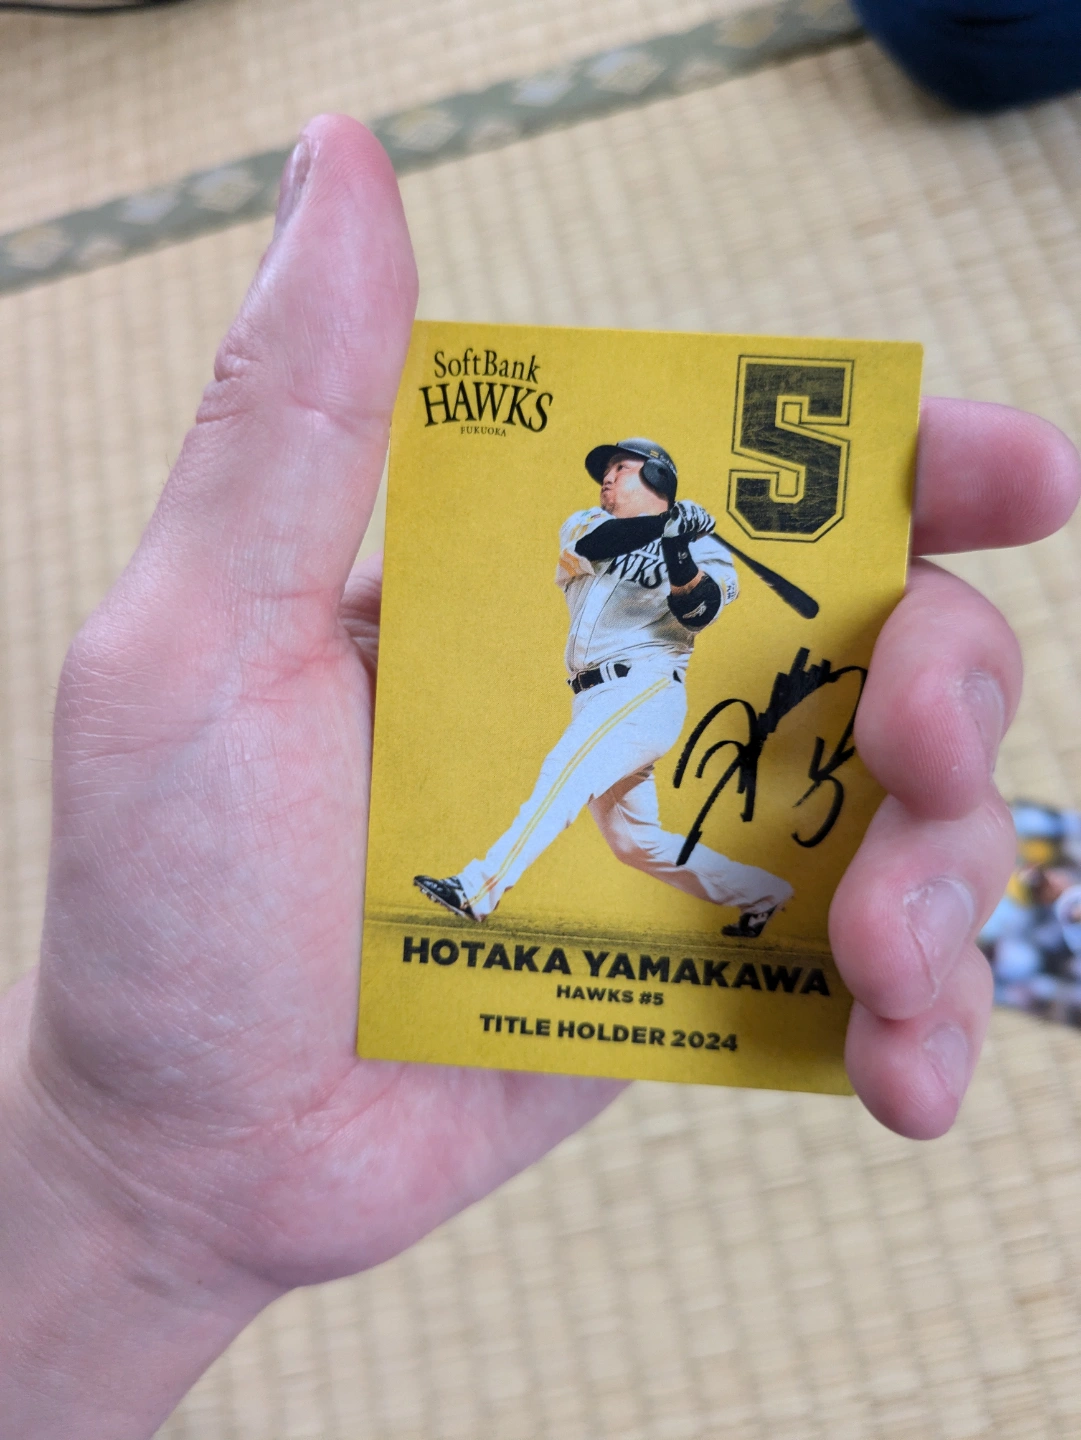 SoftBank
HAWKS
FUKUOKA
5
HOTAKA YAMAKAWA
HAWKS #5
TITLE HOLDER 2024